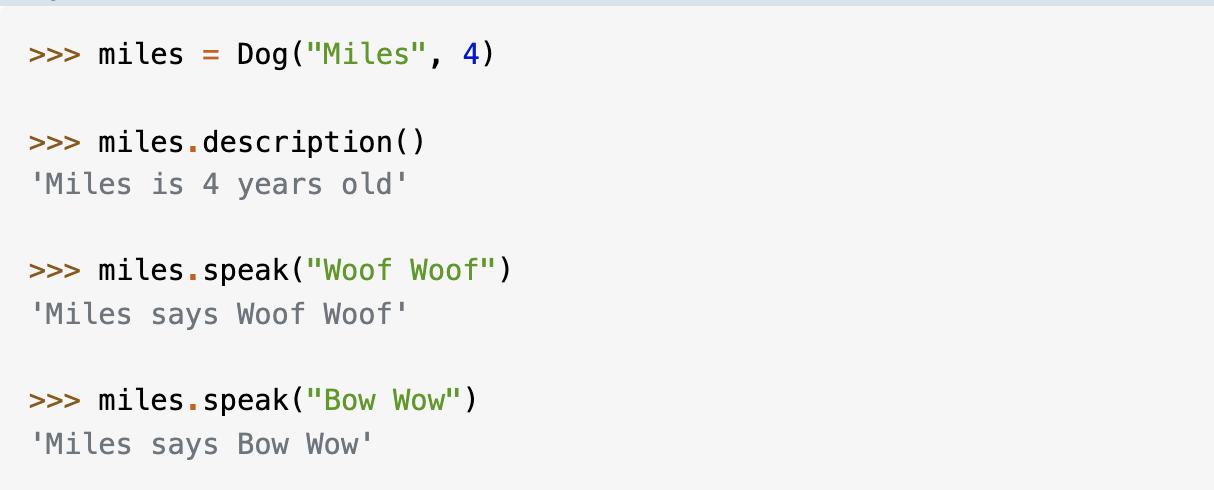 >>> miles = Dog("Miles", 4)
>>> miles.description()
'Miles is 4 years old'
>>> miles.speak("Woof Woof")
'Miles says Woof Woof'
>>> miles.speak("Bow Wow")
'Miles says Bow Wow'